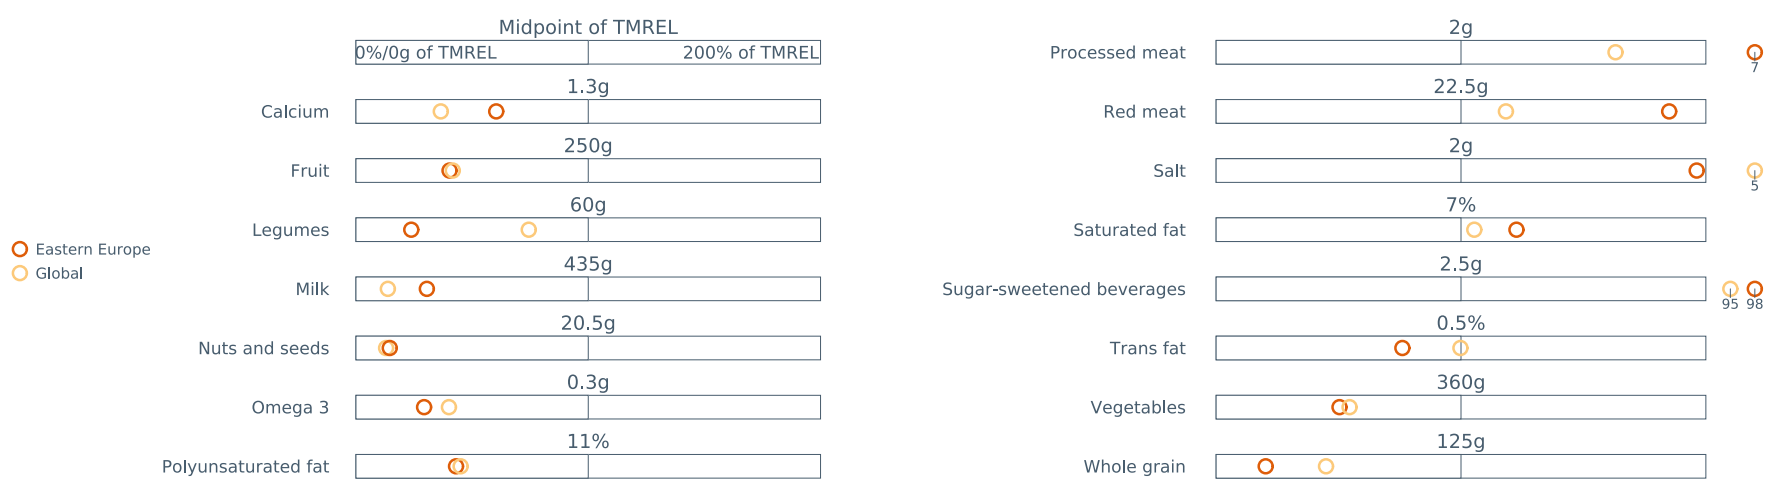 Midpoint of TMREL
0%/0g of TMREL 200% of TMREL
1.3g
Calcium
250g
Fruit
60g
Legumes
435g
Milk
20.5g
Nuts and seeds
0.3g
Omega 3
11%
Polyunsaturated fat
Eastern Europe
Global
2g
Processed meat
7
22.5g
Red meat
2g
Salt
5
7%
Saturated fat
2.5g
Sugar-sweetened beverages
95 98
0.5%
Trans fat
360g
Vegetables
125g
Whole grain